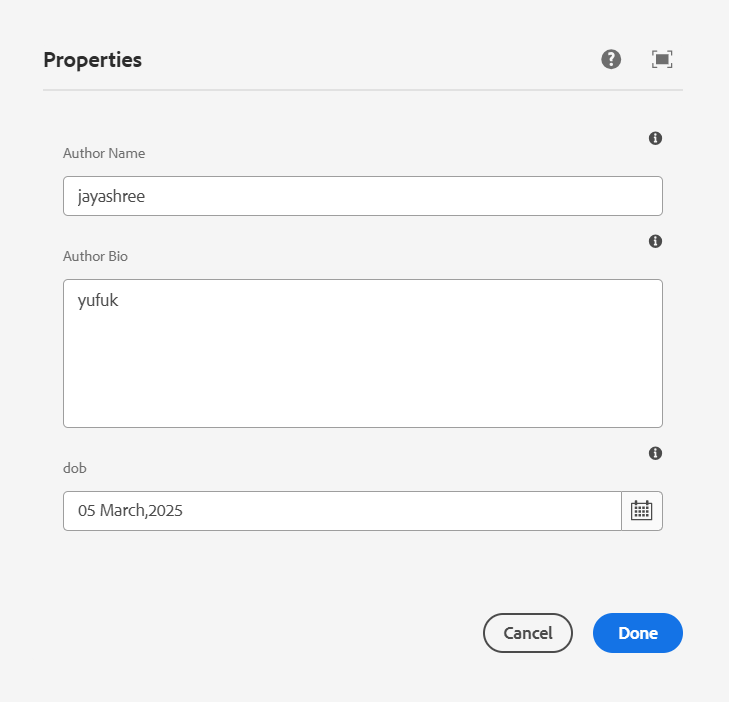 Properties
Author Name
jayashree
Author Bio
yufuk
dob
05 March,2025
Cancel
Done